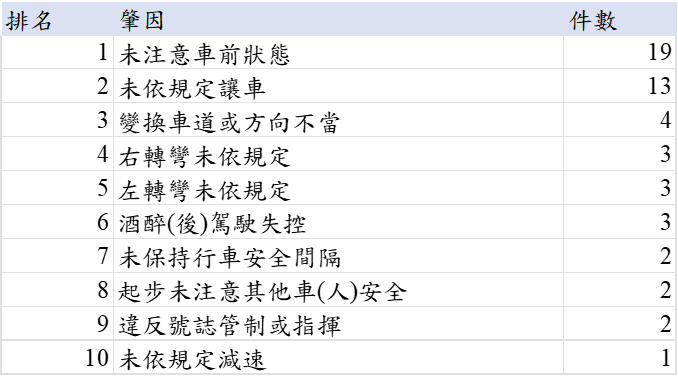 排名 肇因 件數
1 未注意車前狀態 19
2 未依規定讓車 13
3 變換車道或方向不當 4
4 右轉彎未依規定 3
5 左轉彎未依規定 3
6 酒醉(後)駕駛失控 3
7 未保持行車安全間隔 2
8 起步未注意其他車(人)安全 2
9 違反號誌管制或指揮 2
10 未依規定減速 1